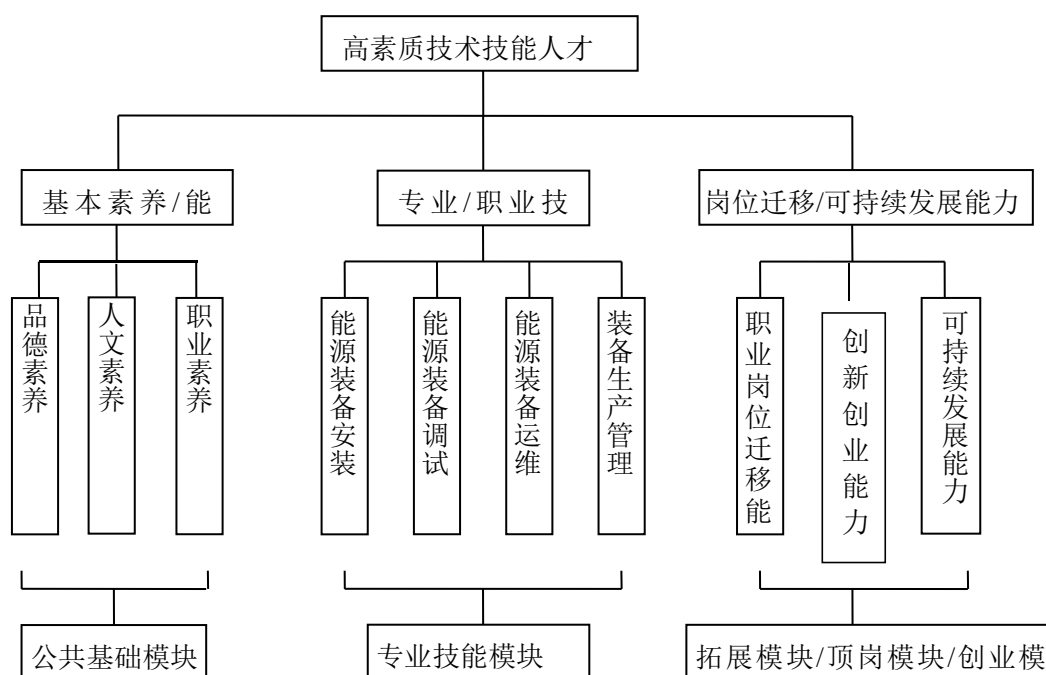 高素质技术技能人才
基本素养/能
专业/职业技
岗位迁移/可持续发展能力
品德素养
人文素养
职业素养
能源装备安装
能源装备调试
能源装备运维
装备生产管理
职业岗位迁移能
创新创业能力
可持续发展能力
公共基础模块
专业技能模块
拓展模块/顶岗模块/创业模